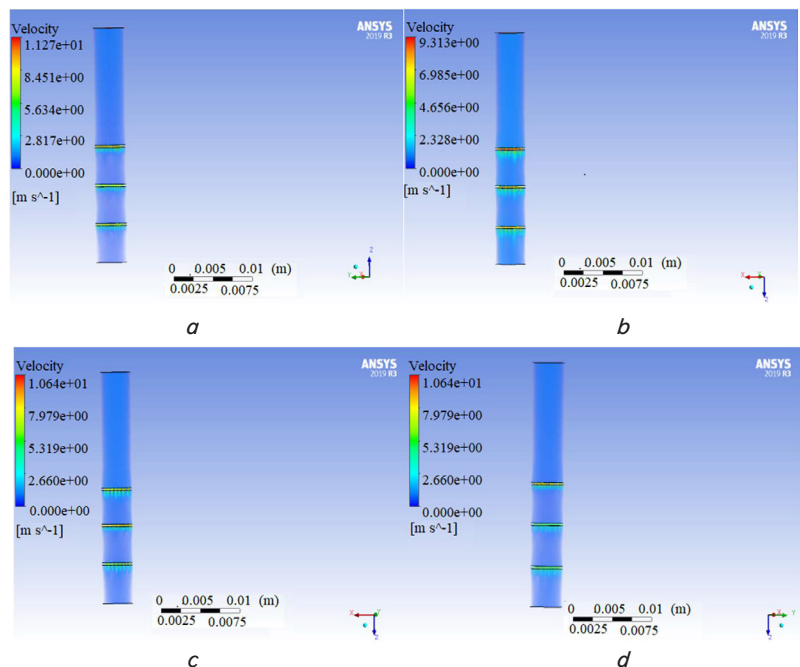 Velocity
1.127e+01
8.451e+00
5.634e+00
2.817e+00
0.000e+00
[m s^-1]
ANSYS
2019 R3
0 0.005 0.01 (m)
0.0025 0.0075
Z
Y X
a
Velocity
9.313e+00
6.985e+00
4.656e+00
2.328e+00
0.000e+00
[m s^-1]
ANSYS
2019 R3
0 0.005 0.01 (m)
0.0025 0.0075
X Y
Z
b
Velocity
1.064e+01
7.979e+00
5.319e+00
2.660e+00
0.000e+00
[m s^-1]
ANSYS
2019 R3
0 0.005 0.01 (m)
0.0025 0.0075
X Y
Z
c
Velocity
1.064e+01
7.979e+00
5.319e+00
2.660e+00
0.000e+00
[m s^-1]
ANSYS
2019 R3
0 0.005 0.01 (m)
0.0025 0.0075
X Y
Z
d